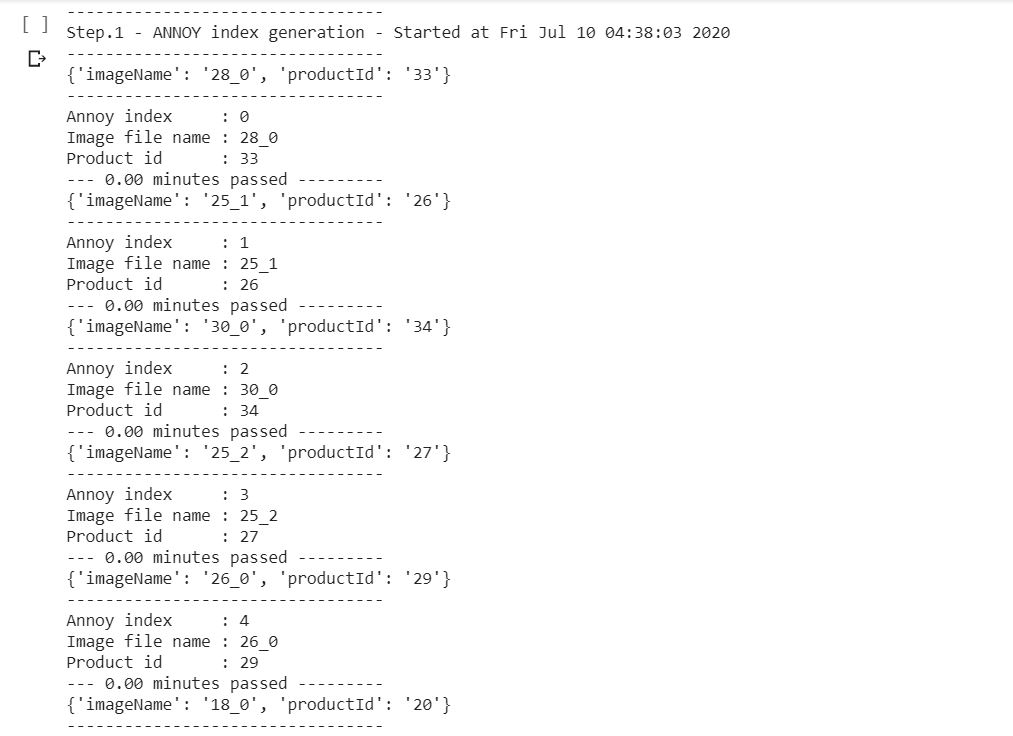 ---------------------------------
[ ] Step.1 - ANNOY index generation - Started at Fri Jul 10 04:38:03 2020
---------------------------------
{'imageName': '28_0', 'productId': '33'}
---------------------------------
Annoy index     : 0
Image file name : 28_0
Product id      : 33
--- 0.00 minutes passed ---------
{'imageName': '25_1', 'productId': '26'}
---------------------------------
Annoy index     : 1
Image file name : 25_1
Product id      : 26
--- 0.00 minutes passed ---------
{'imageName': '30_0', 'productId': '34'}
---------------------------------
Annoy index     : 2
Image file name : 30_0
Product id      : 34
--- 0.00 minutes passed ---------
{'imageName': '25_2', 'productId': '27'}
---------------------------------
Annoy index     : 3
Image file name : 25_2
Product id      : 27
--- 0.00 minutes passed ---------
{'imageName': '26_0', 'productId': '29'}
---------------------------------
Annoy index     : 4
Image file name : 26_0
Product id      : 29
--- 0.00 minutes passed ---------
{'imageName': '18_0', 'productId': '20'}
---------------------------------